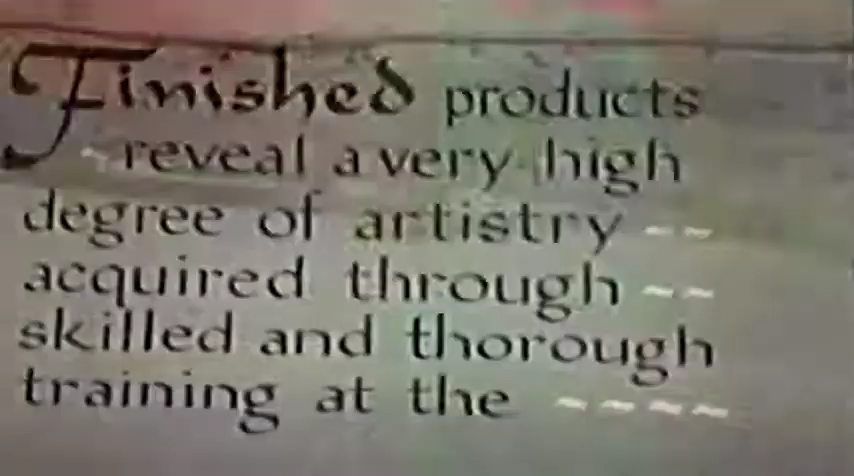 Finished products
~ reveal a very high
degree of artistry ~~
acquired through ~~
skilled and thorough
training at the ~~~~